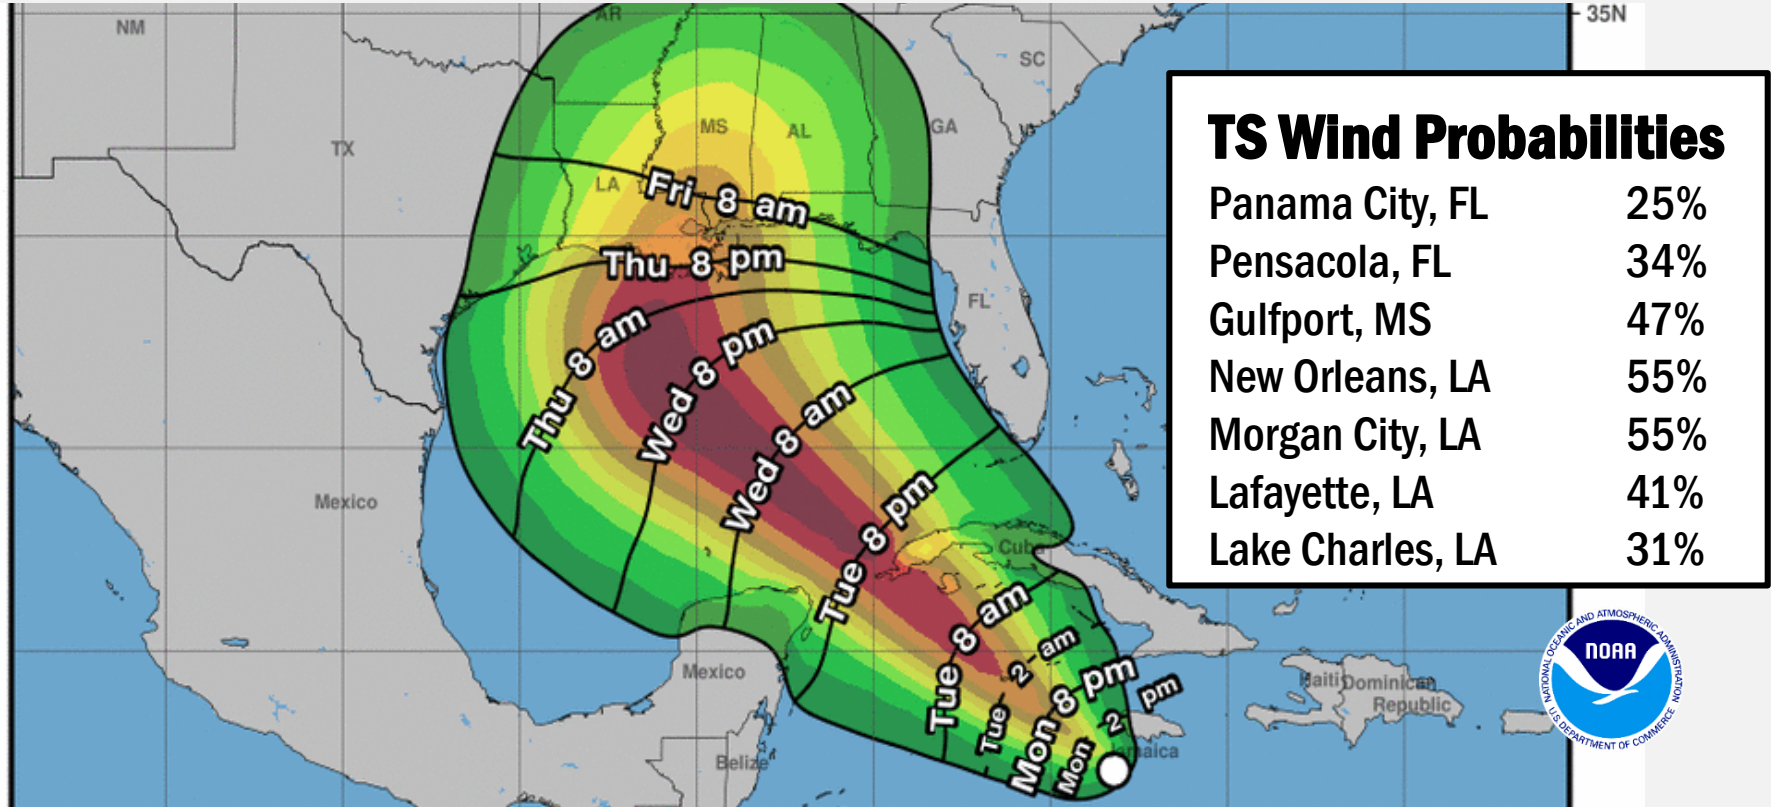 AR
35N
NM
SC
TS Wind Probabilities
Panama City, FL 25%
Pensacola, FL 34%
Gulfport, MS 47%
New Orleans, LA 55%
Morgan City, LA 55%
Lafayette, LA 41%
Lake Charles, LA 31%
TX
MS
AL
GA
LA
Fri 8 am
Thu 8 pm
FL
Thu 8 am
Wed 8 pm
Wed 8 am
Mexico
Tue 8 pm
Cuba
Tue 8 am
Tue 2 am
Mon 8 pm
Mon 2 pm
Mexico
Haiti
Dominican
Republic
Jamaica
Belize
NATIONAL OCEANIC AND ATMOSPHERIC ADMINISTRATION
NOAA
U.S. DEPARTMENT OF COMMERCE